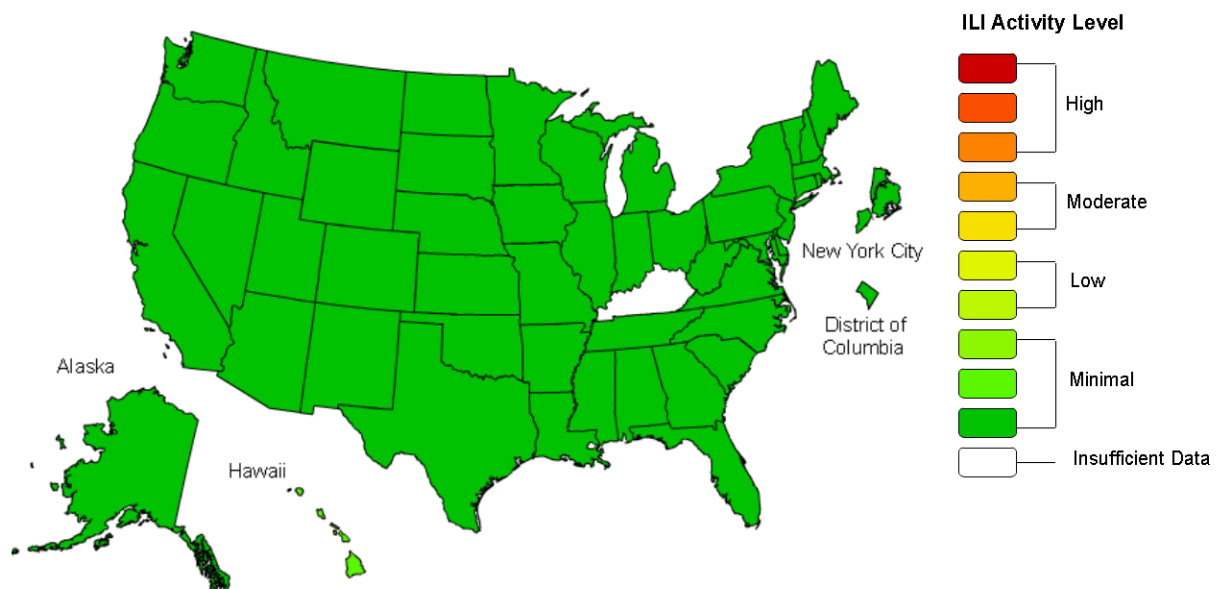 ILI Activity Level
High
Moderate
Low
Minimal
Insufficient Data
New York City
District of
Columbia
Alaska
Hawaii